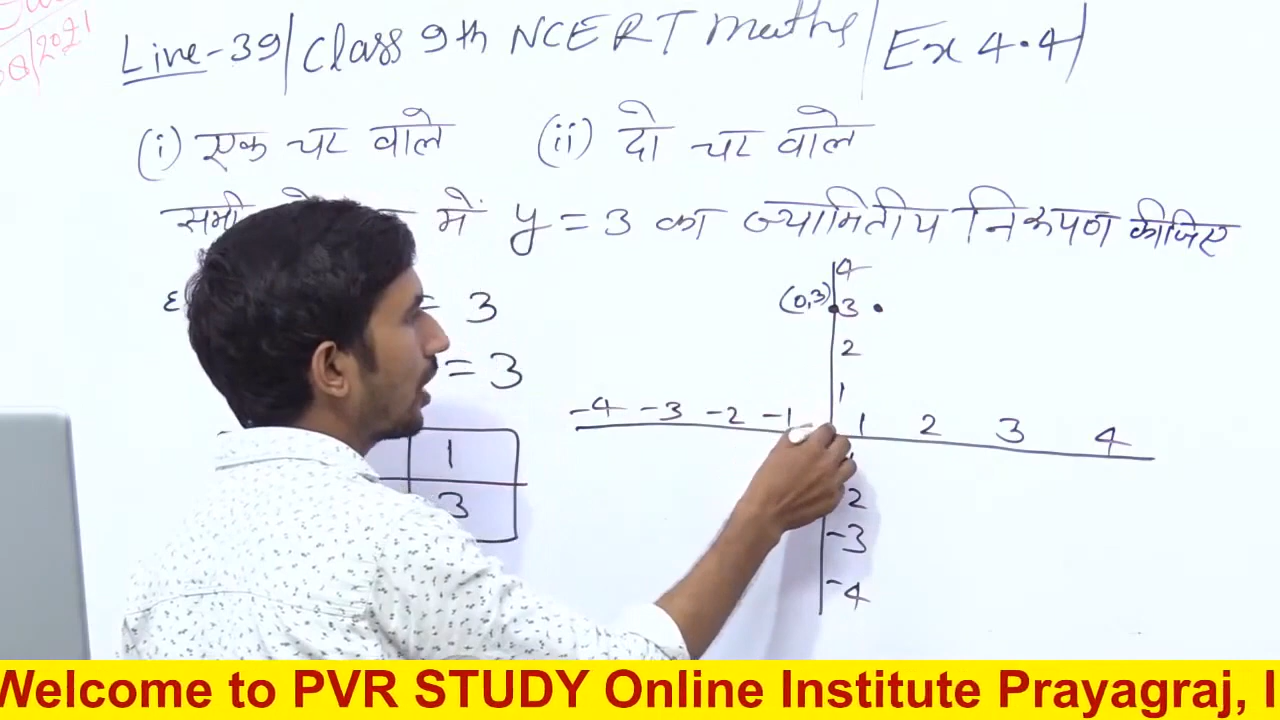 2021
Line-39 | Class 9th NCERT Maths | Ex 4.4 |
(i) एक चर वाले (ii) दो चर वाले
में y = 3 का ज्यामितीय निरूपण कीजिए
= 3
= 3
1
3
4
(0,3) 3
2
1
-4 -3 -2 -1 1 2 3 4
2
-3
-4
Welcome to PVR STUDY Online Institute Prayagraj, I